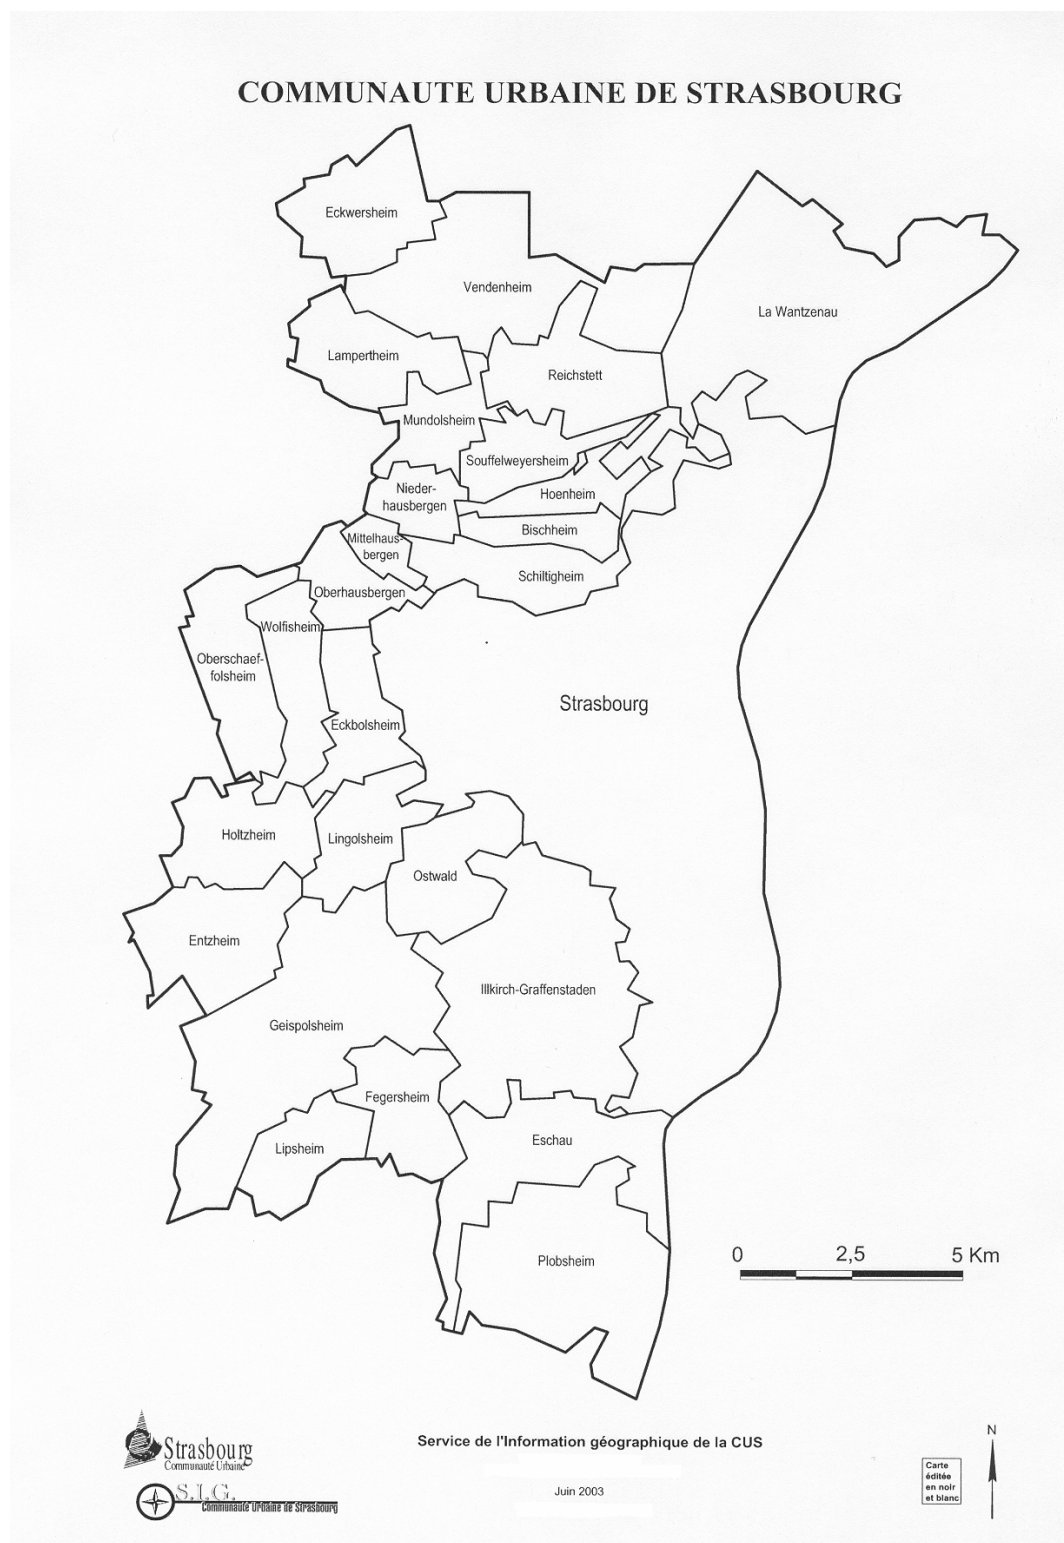 COMMUNAUTE URBAINE DE STRASBOURG
Eckwersheim
Vendenheim
La Wantzenau
Lampertheim
Reichstett
Mundolsheim
Souffelweyersheim
Nieder-
hausbergen
Hoenheim
Bischheim
Mittelhaus-
bergen
Schiltigheim
Oberhausbergen
Wolfisheim
Oberschaef-
folsheim
Strasbourg
Eckbolsheim
Holtzheim
Lingolsheim
Ostwald
Entzheim
Illkirch-Graffenstaden
Geispolsheim
Fegersheim
Eschau
Lipsheim
Plobsheim
0 2,5 5 Km
Strasbourg
Communauté Urbaine
S.I.G.
Communauté Urbaine de Strasbourg
Service de l'Information géographique de la CUS
Juin 2003
Carte
éditée
en noir
et blanc
N